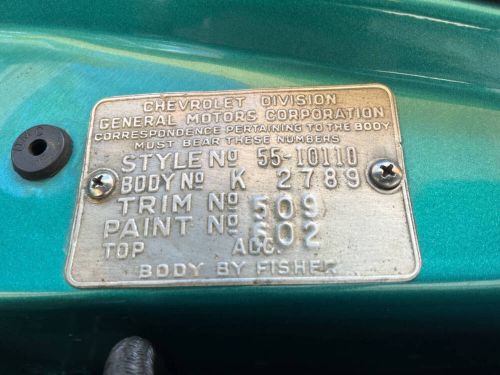 CHEVROLET DIVISION
GENERAL MOTORS CORPORATION
CORRESPONDENCE PERTAINING TO THE BODY
MUST BEAR THESE NUMBERS
STYLE No 55-10110
BODY No K 2789
TRIM No 509
PAINT No 602
TOP ACC.
BODY BY FISHER